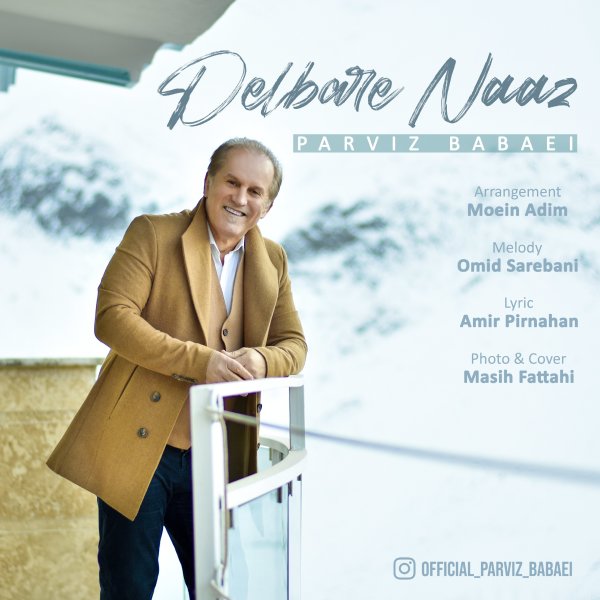 Delbare Naaz
PARVIZ BABAEI
Arrangement
Moein Adim
Melody
Omid Sarebani
Lyric
Amir Pirnahan
Photo & Cover
Masih Fattahi
OFFICIAL_PARVIZ_BABAEI